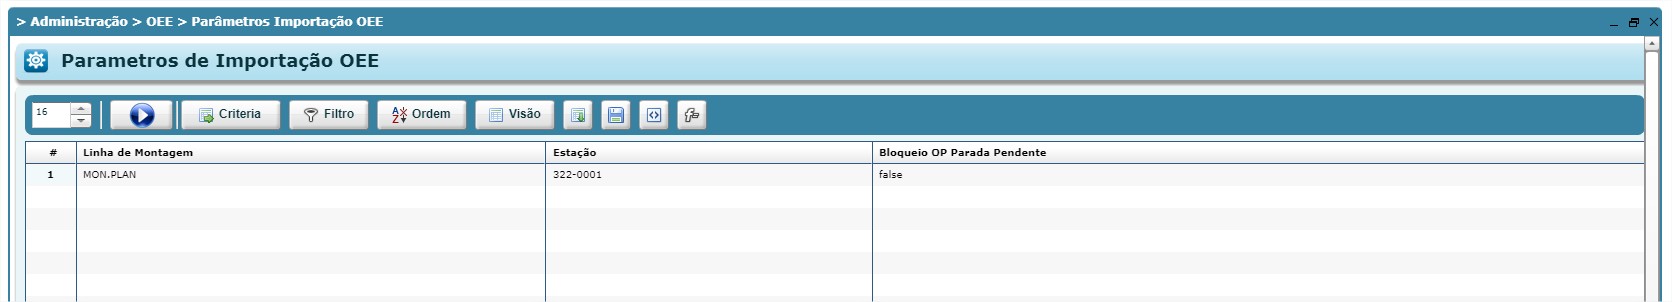 > Administração > OEE > Parâmetros Importação OEE
Parametros de Importação OEE
16 Criteria Filtro Ordem Visão
# Linha de Montagem Estação Bloqueio OP Parada Pendente
1 MON.PLAN 322-0001 false